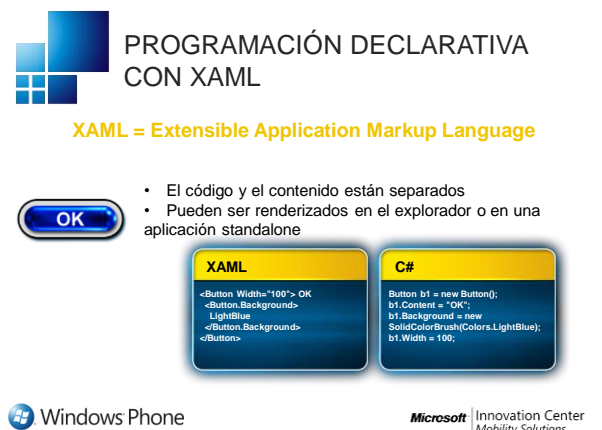 PROGRAMACIÓN DECLARATIVA
CON XAML
XAML = Extensible Application Markup Language
• El código y el contenido están separados
• Pueden ser renderizados en el explorador o en una
aplicación standalone
OK
XAML
<Button Width="100"> OK
<Button.Background>
LightBlue
</Button.Background>
</Button>
C#
Button b1 = new Button();
b1.Content = "OK";
b1.Background = new
SolidColorBrush(Colors.LightBlue);
b1.Width = 100;
Windows Phone
Microsoft Innovation Center
Mobility Solutions